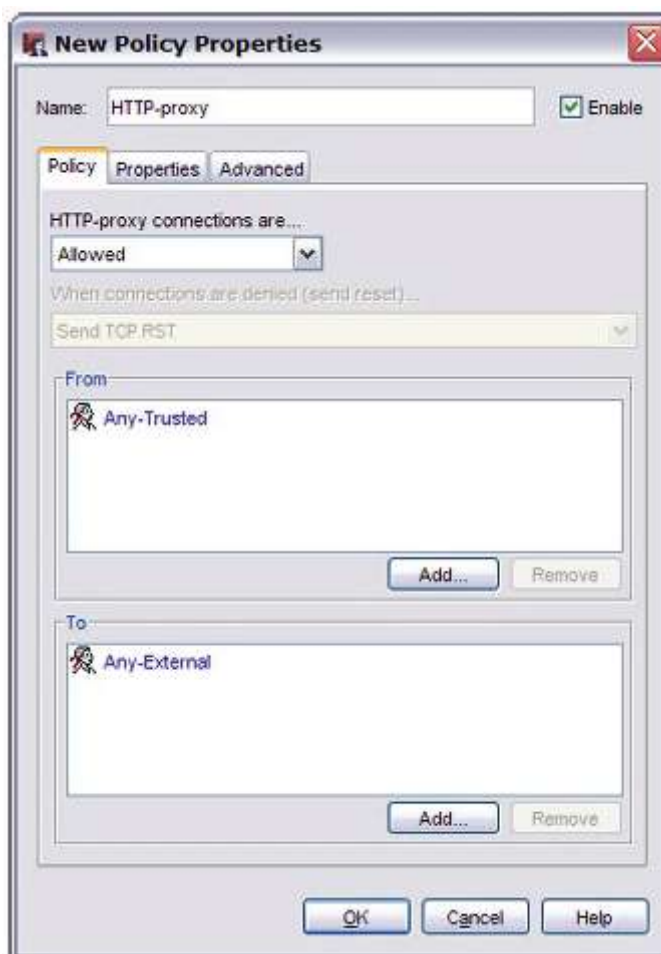 New Policy Properties
Name: HTTP-proxy Enable
Policy Properties Advanced
HTTP-proxy connections are...
Allowed
When connections are denied (send reset)...
Send TCP RST
From
Any-Trusted
Add... Remove
To
Any-External
Add... Remove
OK Cancel Help